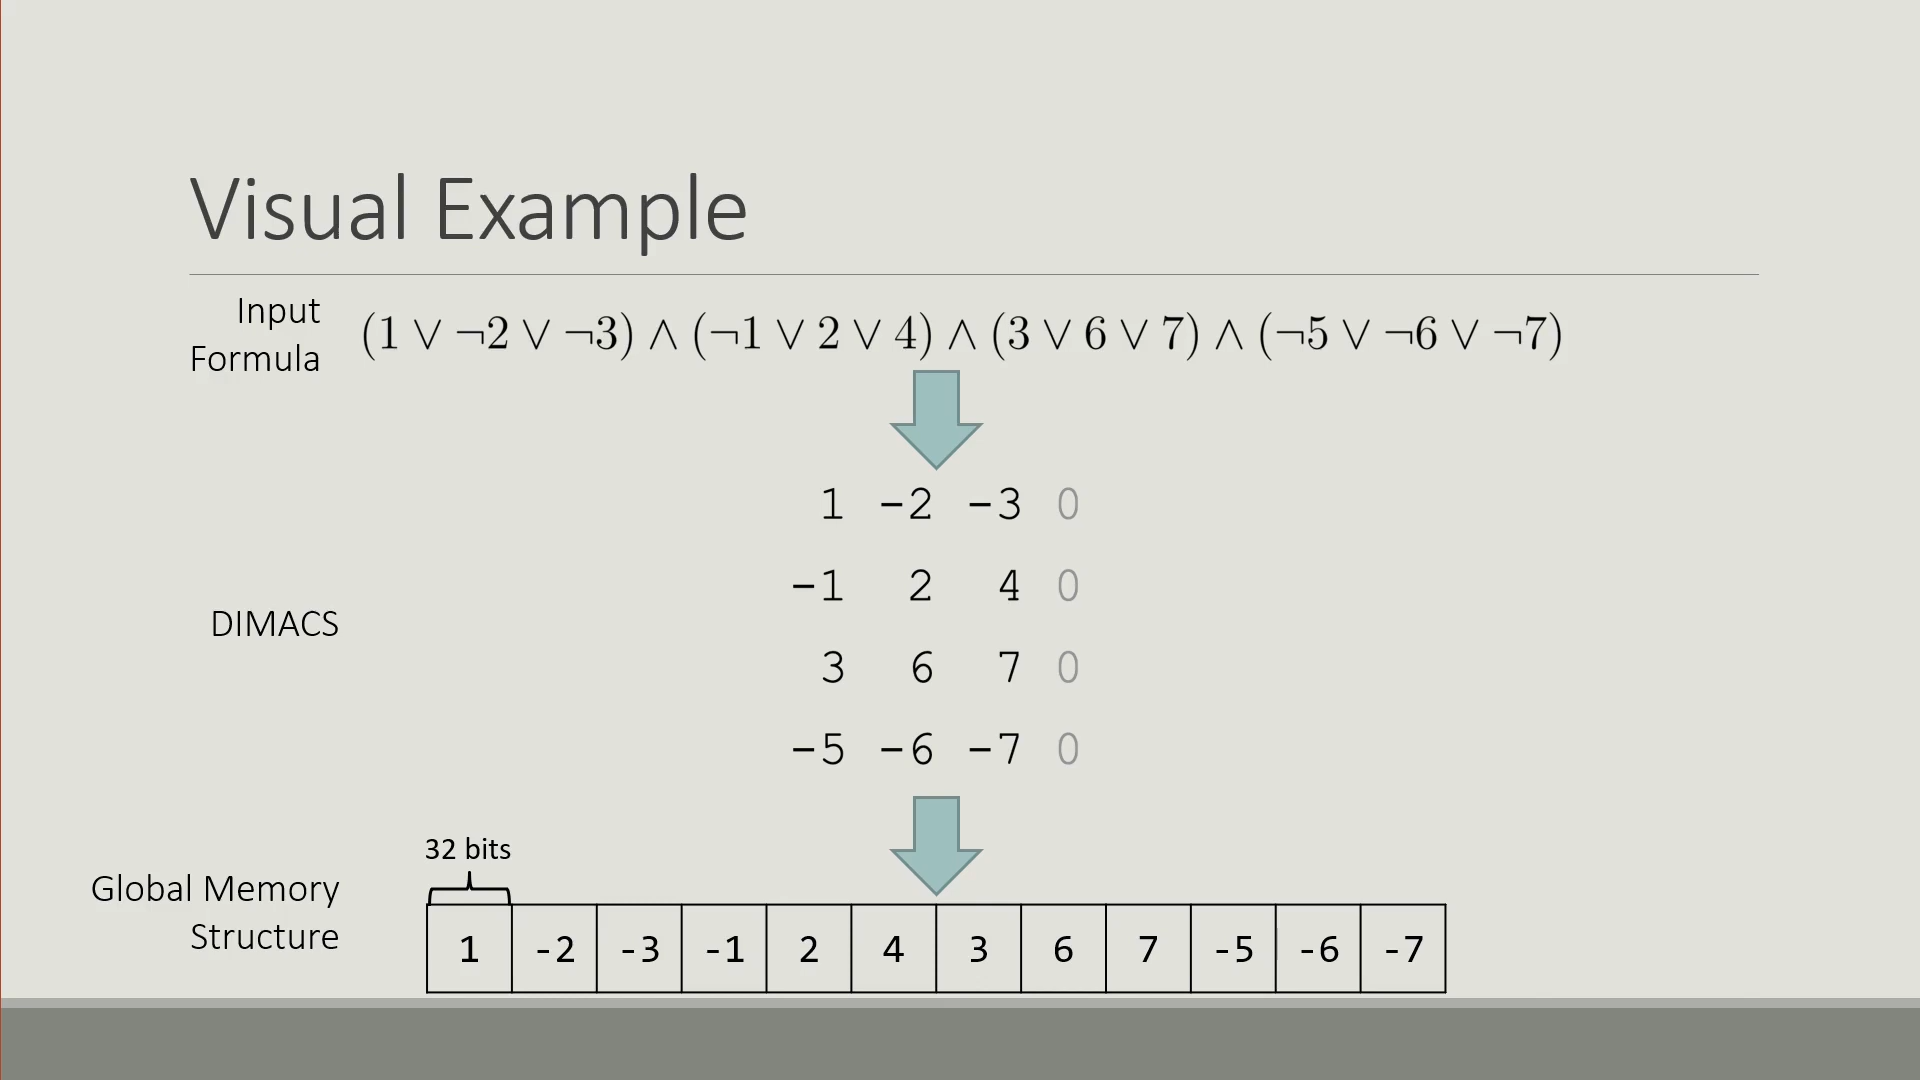 Visual Example
Input
Formula
(1 ∨ ¬2 ∨ ¬3) ∧ (¬1 ∨ 2 ∨ 4) ∧ (3 ∨ 6 ∨ 7) ∧ (¬5 ∨ ¬6 ∨ ¬7)
1 -2 -3 0
-1 2 4 0
DIMACS
3 6 7 0
-5 -6 -7 0
32 bits
Global Memory
Structure
1 -2 -3 -1 2 4 3 6 7 -5 -6 -7